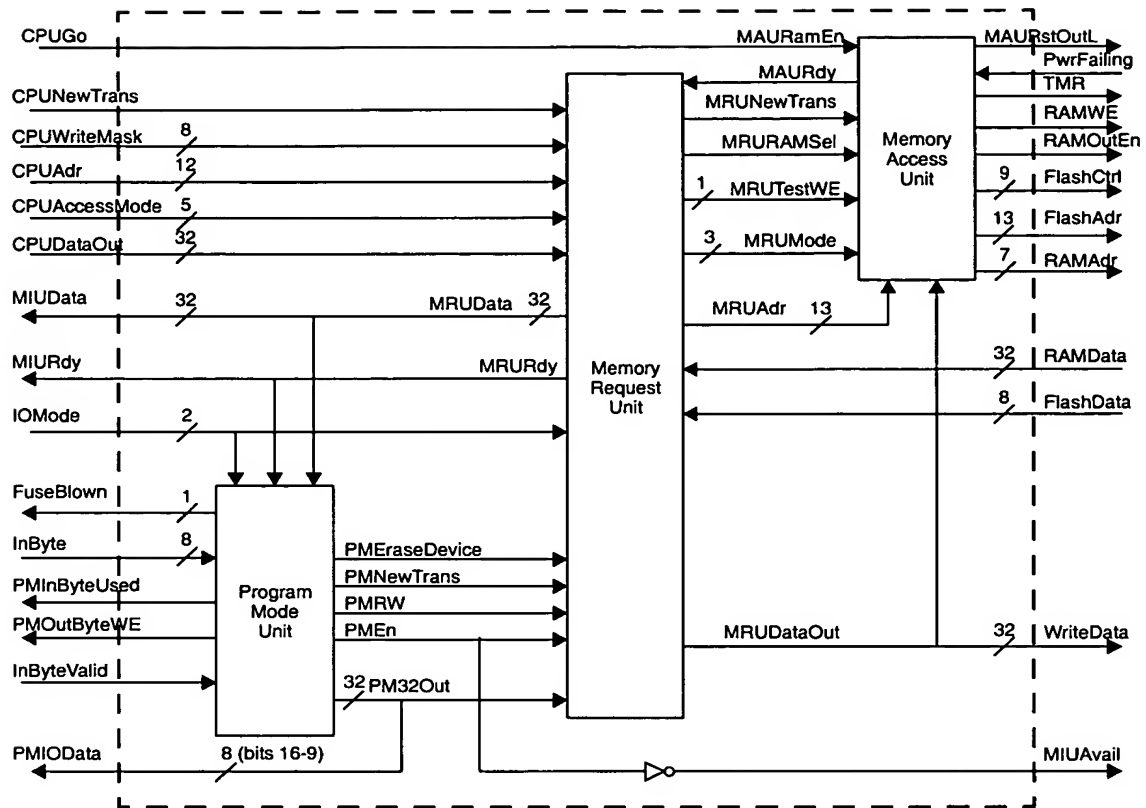 CPUGo MAURamEn MAURstOutL
PwrFailing
MAURdy
TMR
CPUNewTrans MRUNewTrans
RAMWE
CPUWriteMask 8
MRURAMSel Memory Access Unit RAMOutEn
CPUAdr 12
1 MRUTestWE 9 FlashCtrl
CPUAccessMode 5
13 FlashAdr
CPUDataOut 32 3 MRUMode
7 RAMAdr
MIUData 32 MRUData 32
MRUAdr 13
MIURdy MRURdy Memory Request Unit 32 RAMData
IOMode 2 8 FlashData
FuseBlown 1
InByte 8
PMEraseDevice
PMInByteUsed Program Mode Unit PMNewTrans
PMRW
PMOutByteWE PMEn MRUDataOut 32 WriteData
InByteValid
32 PM32Out
PMIOData 8 (bits 16-9) MIUAvail